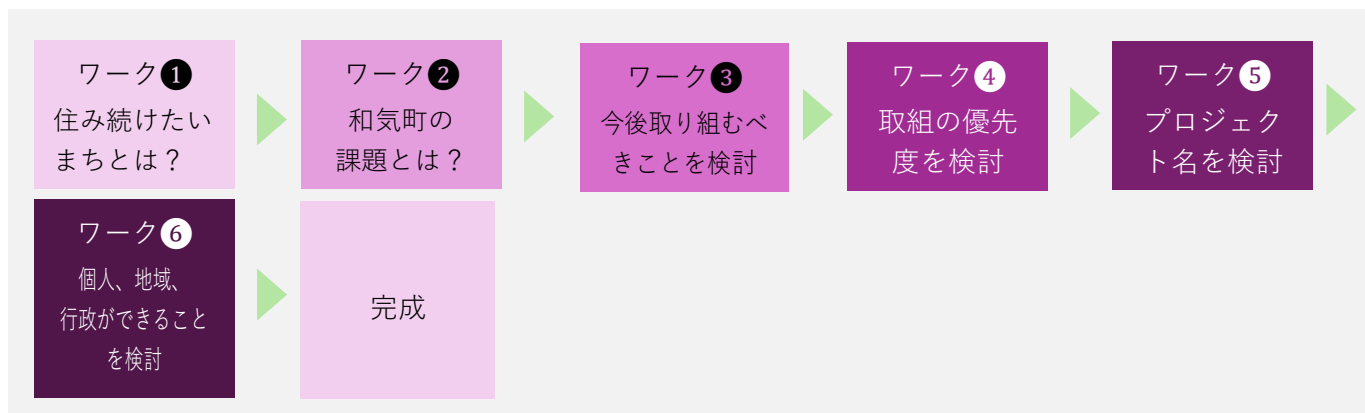 ワーク❶
住み続けたい
まちとは？
ワーク❷
和気町の
課題とは？
ワーク❸
今後取り組むべ
きことを検討
ワーク❹
取組の優先
度を検討
ワーク❺
プロジェク
ト名を検討
ワーク❻
個人、地域、
行政ができること
を検討
完成